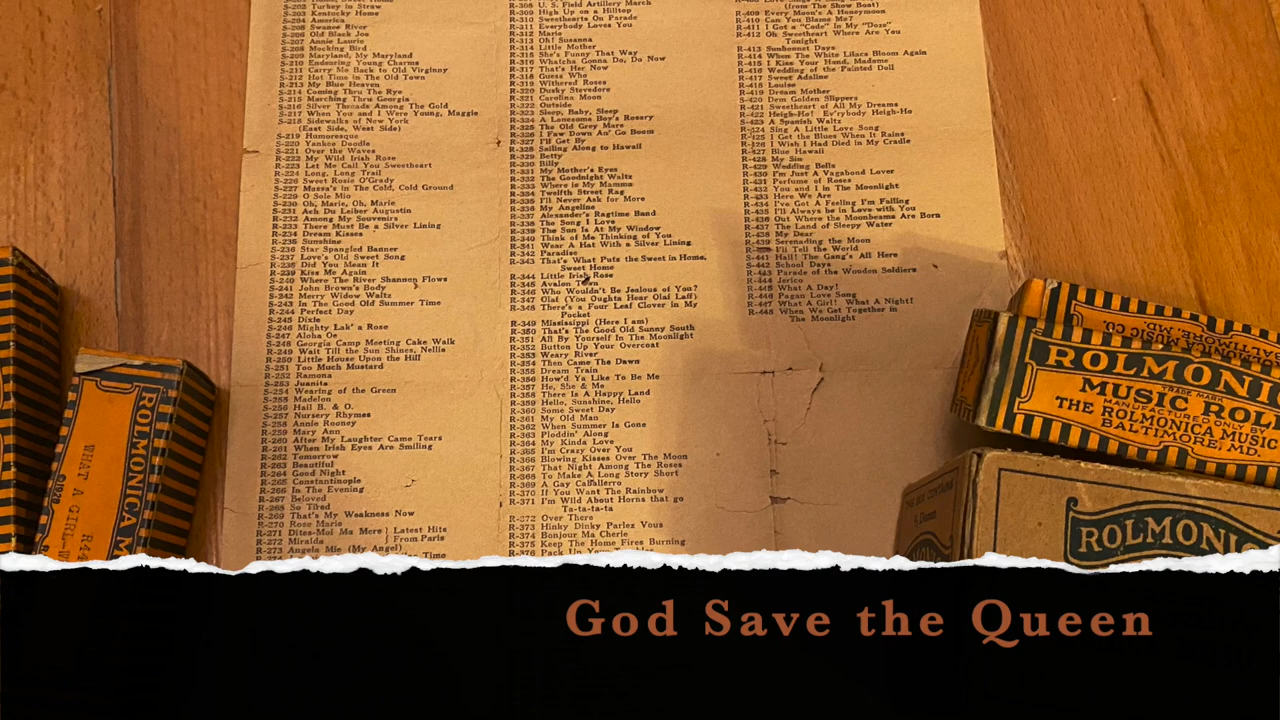 S-202 Turkey in Straw
S-203 Kentucky Home
S-204 America
S-205 Swanee River
S-206 Old Black Joe
S-207 Annie Laurie
S-208 Mocking Bird
S-209 Maryland, My Maryland
S-210 Endearing Young Charms
S-211 Carry Me Back to Old Virginny
S-212 Hot Time in The Old Town
R-213 My Blue Heaven
S-214 Coming Thru The Rye
S-215 Marching Thru Georgia
S-216 Silver Threads Among The Gold
S-217 When You and I Were Young, Maggie
S-218 Sidewalks of New York
(East Side, West Side)
S-219 Humoresque
S-220 Yankee Doodle
S-221 Over the Waves
R-222 My Wild Irish Rose
R-223 Let Me Call You Sweetheart
R-224 Long, Long Trail
S-226 Sweet Rosie O'Grady
S-227 Massa's in The Cold, Cold Ground
S-229 O Sole Mio
S-230 Oh, Marie, Oh, Marie
S-231 Ach Du Leiber Augustin
S-232 Among My Souvenirs
R-233 There Must Be a Silver Lining
R-234 Dream Kisses
R-235 Sunshine
S-236 Star Spangled Banner
S-237 Love's Old Sweet Song
R-238 Did You Mean It
R-239 Kiss Me Again
S-240 Where The River Shannon Flows
S-241 John Brown's Body
S-242 Merry Widow Waltz
S-243 In The Good Old Summer Time
R-244 Perfect Day
S-245 Dixie
S-246 Mighty Lak' a Rose
S-247 Aloha Oe
S-248 Georgia Camp Meeting Cake Walk
R-249 Wait Till the Sun Shines, Nellie
R-250 Little House Upon the Hill
S-251 Too Much Mustard
R-252 Ramona
S-253 Juanita
S-254 Wearing of the Green
S-255 Madelon
S-256 Hail B. & O.
S-257 Nursery Rhymes
S-258 Annie Rooney
R-259 Mary Ann
R-260 After My Laughter Came Tears
R-261 When Irish Eyes Are Smiling
R-262 Tomorrow
R-263 Beautiful
R-264 Good Night
R-265 Constantinople
R-266 In The Evening
R-267 Beloved
R-268 So Tired
R-269 That's My Weakness Now
R-270 Rose Marie
R-271 Dites-Moi Ma Mere } Latest Hits
R-272 Miralda } From Paris
R-273 Angela Mie (My Angel)
R-308 U. S. Field Artillery March
R-309 High Up on a Hilltop
R-310 Sweethearts On Parade
R-311 Everybody Loves You
R-312 Marie
R-313 Oh! Susanna
R-314 Little Mother
R-315 She's Funny That Way
R-316 Whatcha Gonna Do, Do Now
R-317 That's Her Now
R-318 Guess Who
R-319 Withered Roses
R-320 Dusky Stevedore
R-321 Carolina Moon
R-322 Outside
R-323 Sleep, Baby, Sleep
R-324 A Lonesome Boy's Rosary
R-325 The Old Grey Mare
R-326 I Faw Down An' Go Boom
R-327 I'll Get By
R-328 Sailing Along to Hawaii
R-329 Betty
R-330 Billy
R-331 My Mother's Eyes
R-332 The Goodnight Waltz
R-333 Where is My Mamma
R-334 Twelfth Street Rag
R-335 I'll Never Ask for More
R-336 My Angeline
R-337 Alexander's Ragtime Band
R-338 The Song I Love
R-339 The Sun Is At My Window
R-340 Think of Me Thinking of You
R-341 Wear A Hat With a Silver Lining
R-342 Paradise
R-343 That's What Puts the Sweet in Home,
Sweet Home
R-344 Little Irish Rose
R-345 Avalon Town
R-346 Who Wouldn't Be Jealous of You?
R-347 Olaf (You Oughta Hear Olaf Laff)
R-348 There's a Four Leaf Clover in My
Pocket
R-349 Mississippi (Here I am)
R-350 That's The Good Old Sunny South
R-351 All By Yourself In The Moonlight
R-352 Button Up Your Overcoat
R-353 Weary River
R-354 Then Came The Dawn
R-355 Dream Train
R-356 How'd Ya Like To Be Me
R-357 He, She & Me
R-358 There Is A Happy Land
R-359 Hello, Sunshine, Hello
R-360 Some Sweet Day
R-361 My Old Man
R-362 When Summer Is Gone
R-363 Ploddin' Along
R-364 My Kinda Love
R-365 I'm Crazy Over You
R-366 Blowing Kisses Over The Moon
R-367 That Night Among The Roses
R-368 To Make A Long Story Short
R-369 A Gay Caballero
R-370 If You Want The Rainbow
R-371 I'm Wild About Horns that go
Ta-ta-ta-ta
R-372 Over There
R-373 Hinky Dinky Parlez Vous
R-374 Bonjour Ma Cherie
R-375 Keep The Home Fires Burning
R-376 Pack Up Your
(From The Show Boat)
R-409 Every Moon's A Honeymoon
R-410 Can You Blame Me?
R-411 I Got a "Code" In My "Doze"
R-412 Oh Sweetheart Where Are You
Tonight
R-413 Sunbonnet Days
R-414 When The White Lilacs Bloom Again
R-415 I Kiss Your Hand, Madame
R-416 Wedding of the Painted Doll
R-417 Sweet Adaline
R-418 Louise
R-419 Dream Mother
S-420 Dem Golden Slippers
R-421 Sweetheart of All My Dreams
R-422 Heigh-Ho! Ev'rybody Heigh-Ho
S-423 A Spanish Waltz
R-424 Sing A Little Love Song
R-425 I Get the Blues When It Rains
R-426 I Wish I Had Died in My Cradle
R-427 Blue Hawaii
R-428 My Sin
R-429 Wedding Bells
R-430 I'm Just A Vagabond Lover
R-431 Perfume of Roses
R-432 You and I in The Moonlight
R-433 Here We Are
R-434 I've Got A Feeling I'm Falling
R-435 I'll Always be in Love with You
R-436 Out Where the Moonbeams Are Born
R-437 The Land of Sleepy Water
R-438 My Dear
R-439 Serenading the Moon
I'll Tell the World
S-441 Hail! The Gang's All Here
S-442 School Days
R-443 Parade of the Wooden Soldiers
R-444 Jerico
R-445 What A Day!
R-446 Pagan Love Song
R-447 What A Girl! What A Night!
R-448 When We Get Together in
The Moonlight
ROLMONICA M
WHAT A GIRL
©1928
ROLMONIC
TRADE MARK
MUSIC ROL
MANUFACTURED ONLY BY
THE ROLMONICA MUSIC
BALTIMORE, MD.
ROLMONIC
God Save the Queen